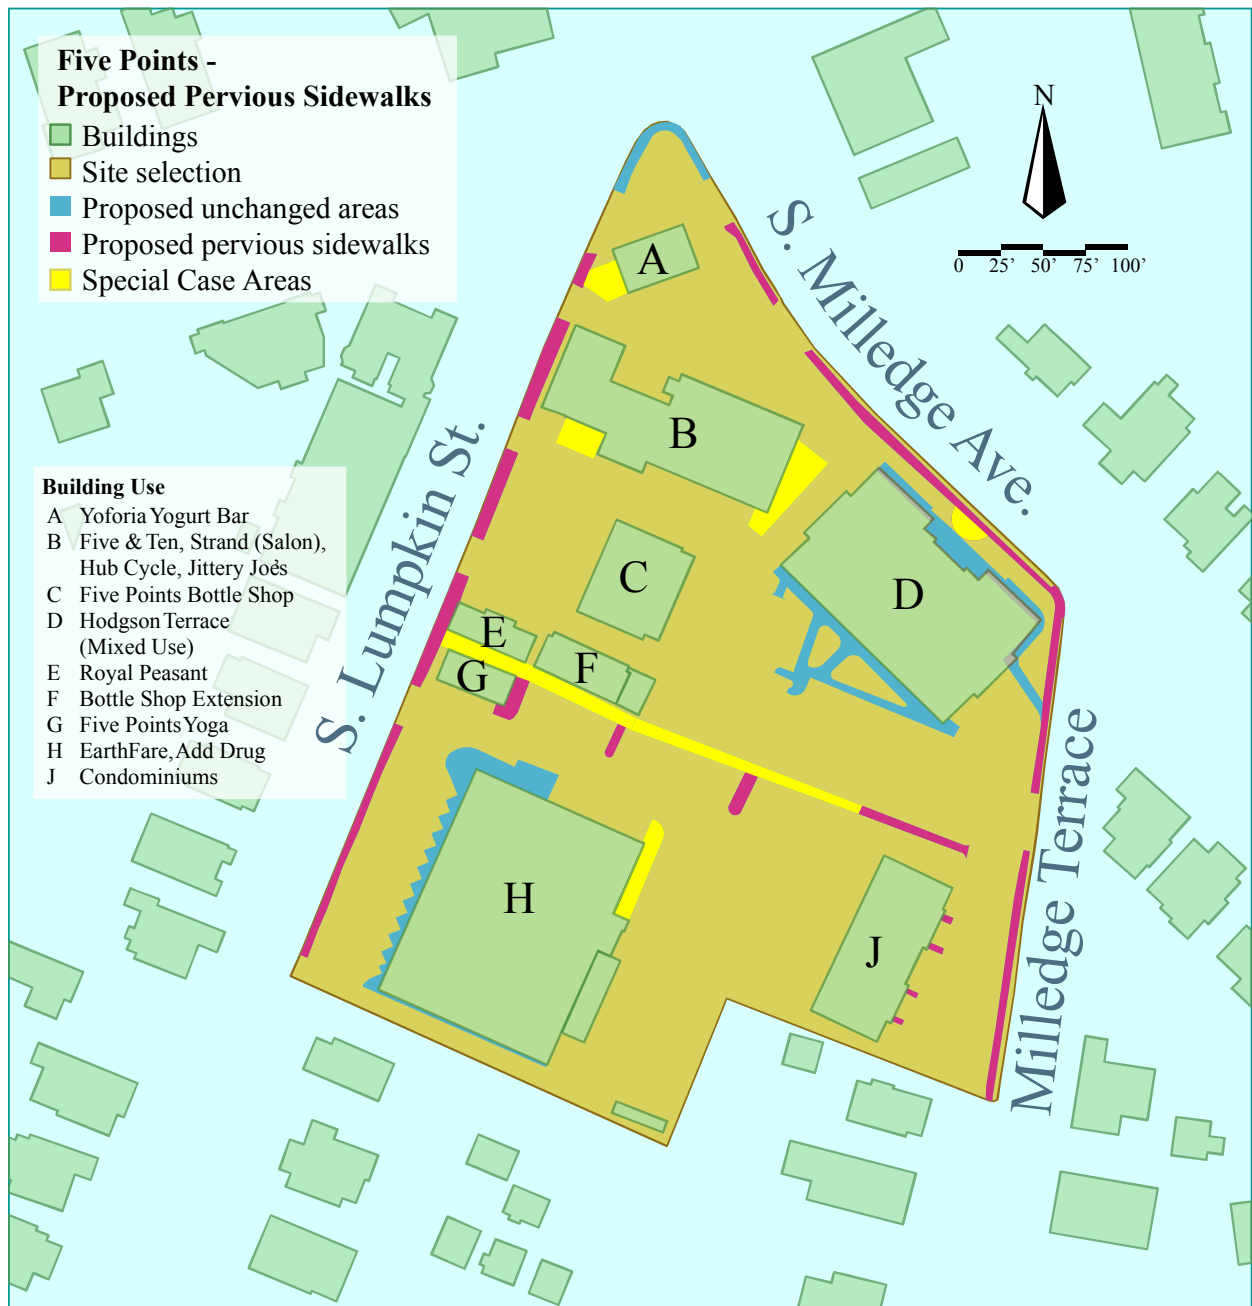 Five Points -
Proposed Pervious Sidewalks
Buildings
Site selection
Proposed unchanged areas
Proposed pervious sidewalks
Special Case Areas
N
0 25’ 50’ 75’ 100’
S. Milledge Ave.
S. Lumpkin St.
Milledge Terrace
A
B
C
D
E
F
G
H
J
Building Use
A Yoforia Yogurt Bar
B Five & Ten, Strand (Salon),
Hub Cycle, Jittery Joe’s
C Five Points Bottle Shop
D Hodgson Terrace
(Mixed Use)
E Royal Peasant
F Bottle Shop Extension
G Five Points Yoga
H EarthFare, Add Drug
J Condominiums